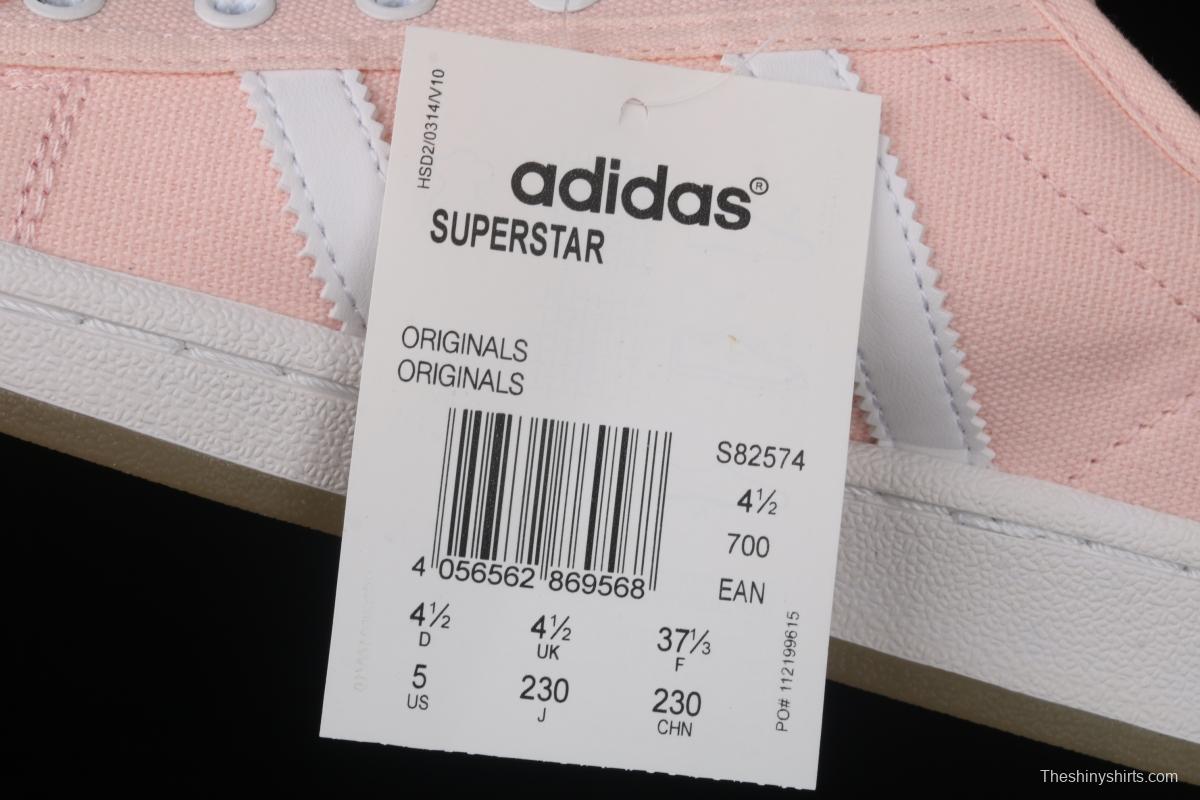 HSD2/0314/V10
adidas®
SUPERSTAR
ORIGINALS
ORIGINALS
S82574
4½
700
EAN
4 056562 869568
4½ 4½ 37⅓
D UK F
5 230 230
US J CHN
PO# 112199615
Theshinyshirts.com